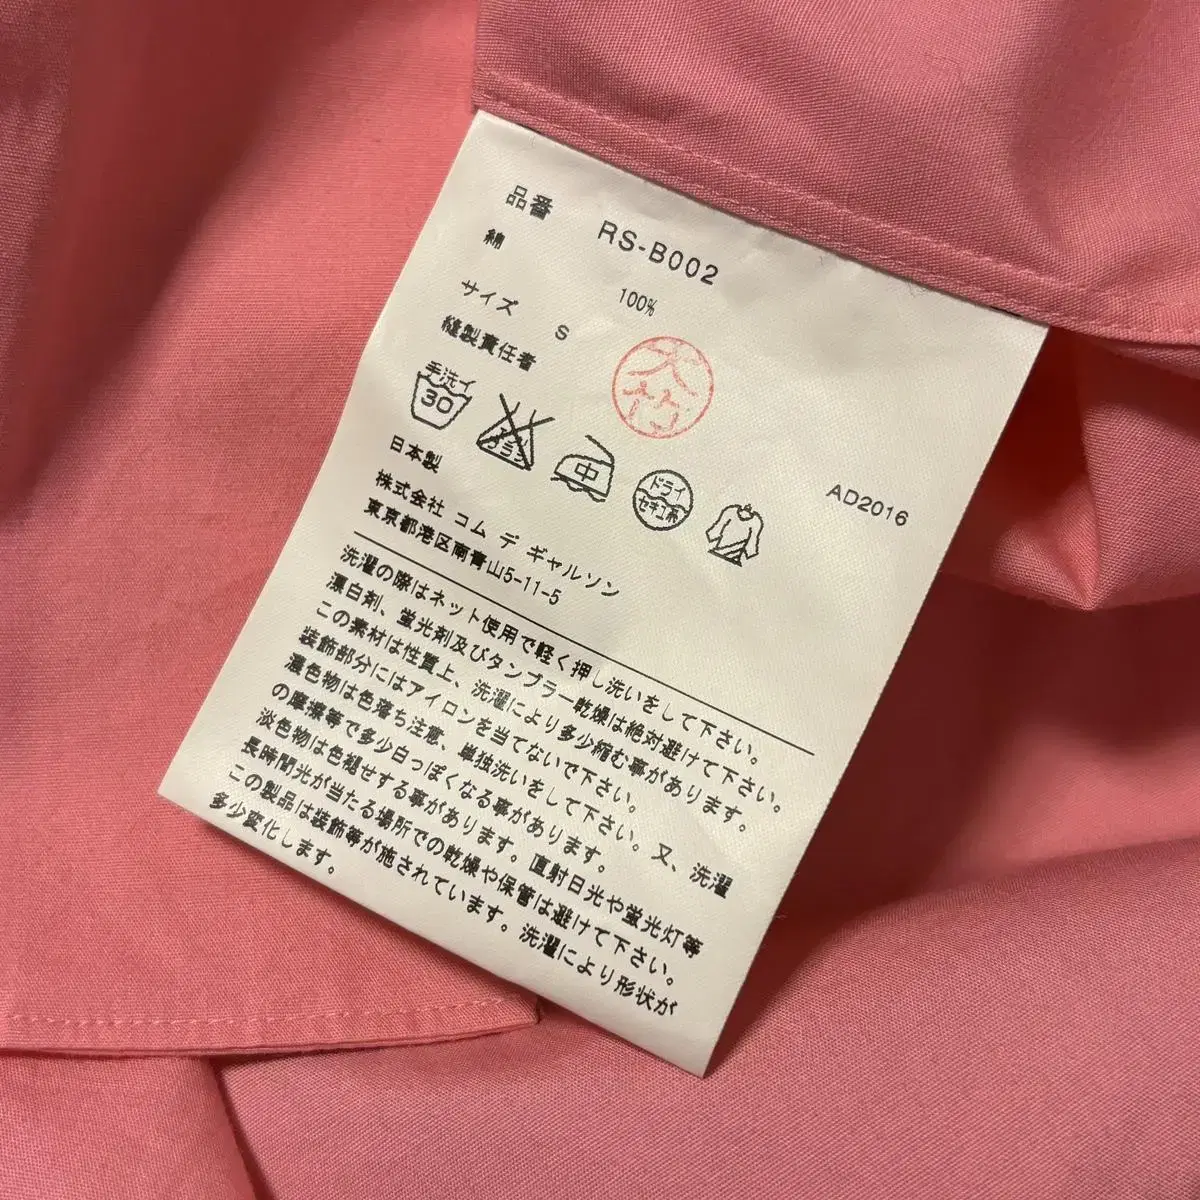 品番 RS-B002
綿 100%
サイズ S
縫製責任者
大竹
手洗イ
30
エンソ
サラシ
中
ドライ
セキユ系
日本製
AD2016
株式会社 コム デ ギャルソン
東京都港区南青山5-11-5
洗濯の際はネット使用で軽く押し洗いをして下さい。
漂白剤、蛍光剤及びタンブラー乾燥は絶対避けて下さい。
この素材は性質上、洗濯により多少縮む事があります。
装飾部分にはアイロンを当てないで下さい。
濃色物は色落ち注意、単独洗いをして下さい。又、洗濯
の摩擦等で多少白っぽくなる事があります。
淡色物は色褪せする事があります。直射日光や蛍光灯等
長時間光が当たる場所での乾燥や保管は避けて下さい。
この製品は装飾等が施されています。洗濯により形状が
多少変化します。